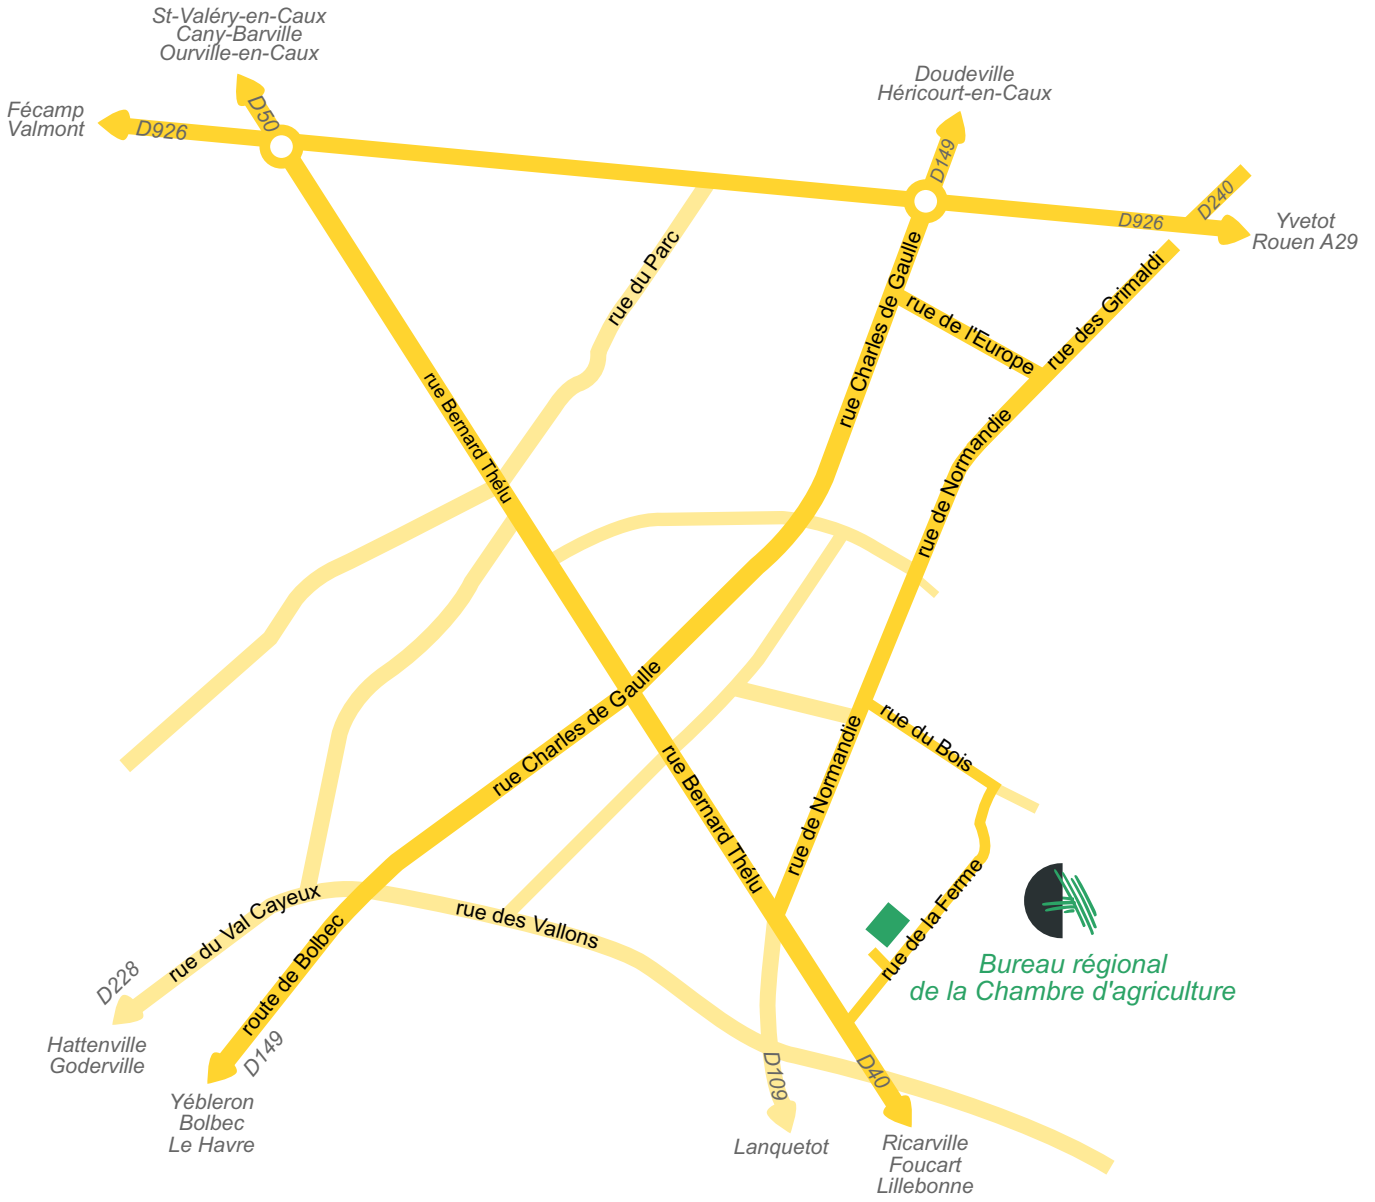 St-Valéry-en-Caux
Cany-Barville
Ourville-en-Caux
Fécamp
Valmont
D926
D50
Doudeville
Héricourt-en-Caux
D149
D240
D926
Yvetot
Rouen A29
rue du Parc
rue Charles de Gaulle
rue de l'Europe
rue des Grimaldi
rue Bernard Thélu
rue de Normandie
rue Charles de Gaulle
rue Bernard Thélu
rue de Normandie
rue du Bois
rue du Val Cayeux
rue des Vallons
route de Bolbec
rue de la Ferme
Bureau régional
de la Chambre d'agriculture
D228
Hattenville
Goderville
D149
Yébleron
Bolbec
Le Havre
D109
Lanquetot
D40
Ricarville
Foucart
Lillebonne